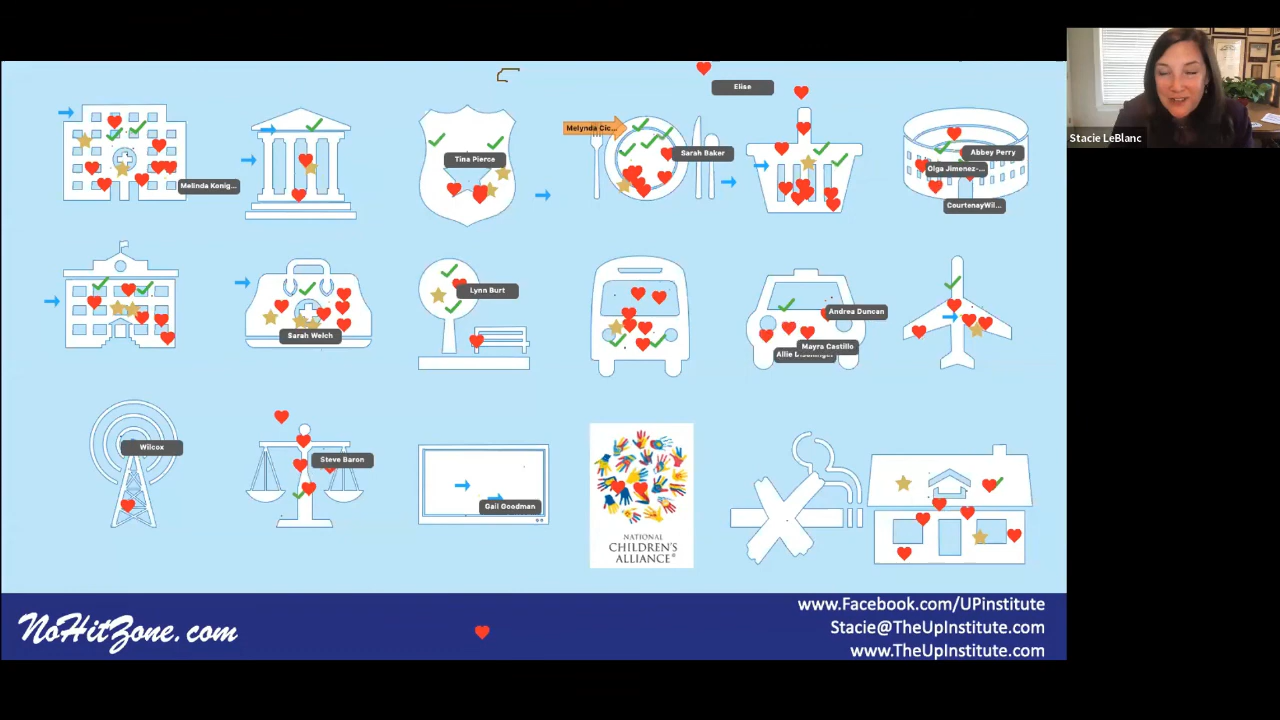 Elise
Stacie LeBlanc
Melynda Cic...
Tina Pierce
Sarah Baker
Abbey Perry
Olga Jimenez-...
Melinda Konig...
CourtenayWil...
Lynn Burt
Sarah Welch
Andrea Duncan
Mayra Castillo
Allie
Wilcox
Steve Baron
Gail Goodman
NATIONAL
CHILDREN'S
ALLIANCE®
NoHitZone.com
www.Facebook.com/UPinstitute
Stacie@TheUpInstitute.com
www.TheUpInstitute.com